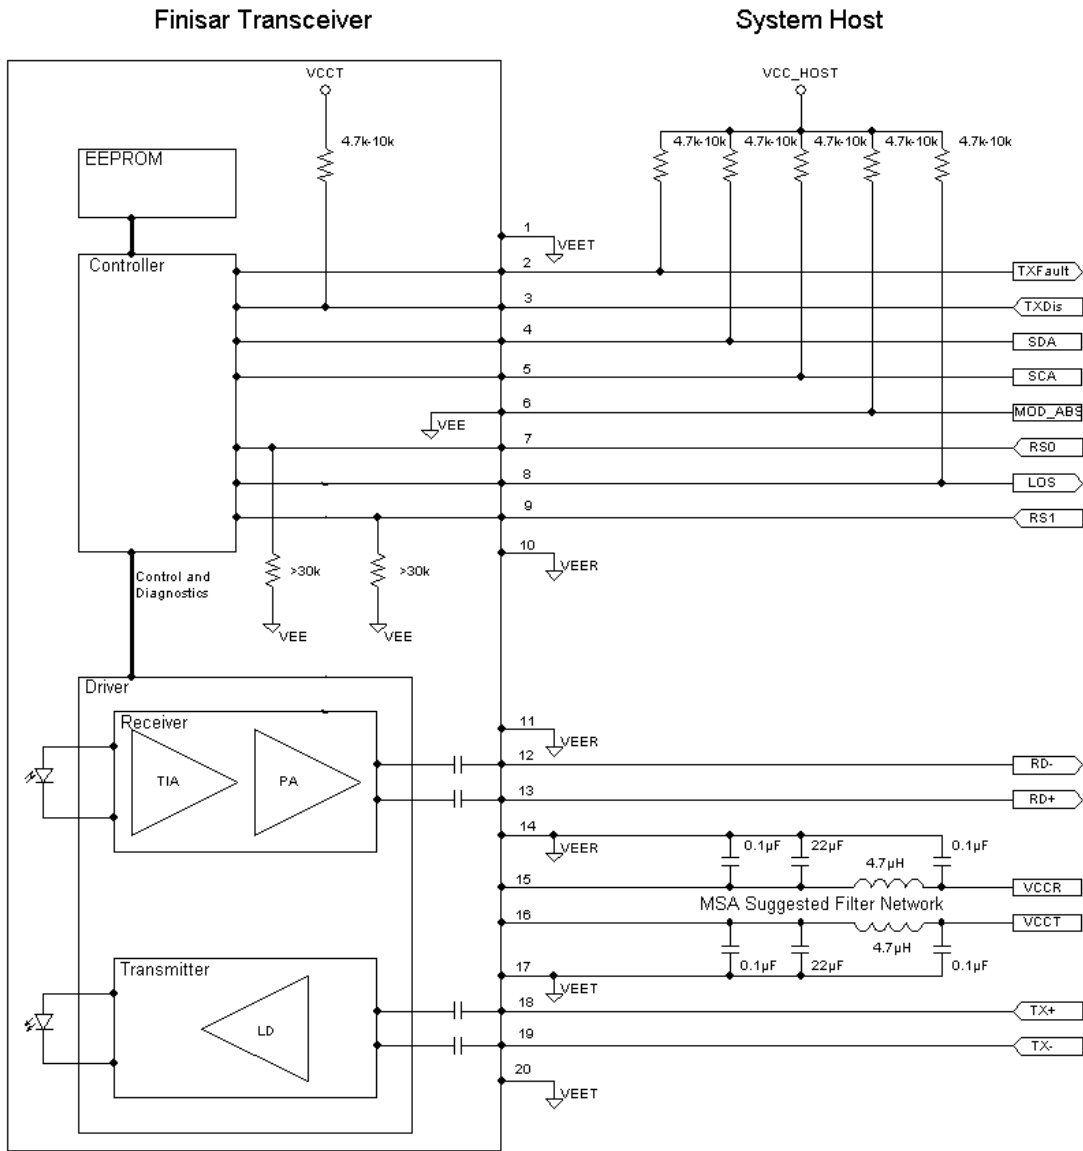 Finisar Transceiver
System Host
VCCT
VCC_HOST
4.7k-10k
4.7k-10k
4.7k-10k
4.7k-10k
4.7k-10k
4.7k-10k
EEPROM
Controller
1
VEET
2
TXFault
3
TXDis
4
SDA
5
SCA
6
MOD_ABS
VEE
7
RS0
8
LOS
9
RS1
10
VEER
Control and
Diagnostics
>30k
>30k
VEE
VEE
Driver
Receiver
TIA
PA
11
VEER
12
RD-
13
RD+
14
VEER
0.1µF
22µF
4.7µH
0.1µF
15
VCCR
MSA Suggested Filter Network
16
VCCT
4.7µH
0.1µF
22µF
0.1µF
17
VEET
Transmitter
LD
18
TX+
19
TX-
20
VEET